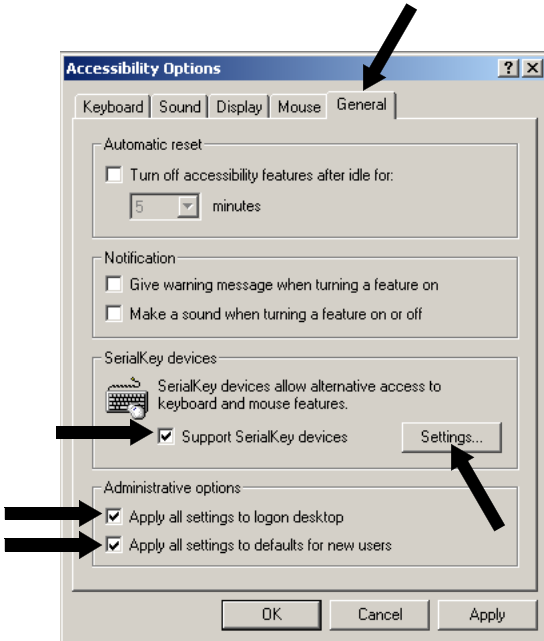 Accessibility Options
Keyboard Sound Display Mouse General
Automatic reset
Turn off accessibility features after idle for:
5 minutes
Notification
Give warning message when turning a feature on
Make a sound when turning a feature on or off
SerialKey devices
SerialKey devices allow alternative access to
keyboard and mouse features.
Support SerialKey devices Settings...
Administrative options
Apply all settings to logon desktop
Apply all settings to defaults for new users
OK Cancel Apply